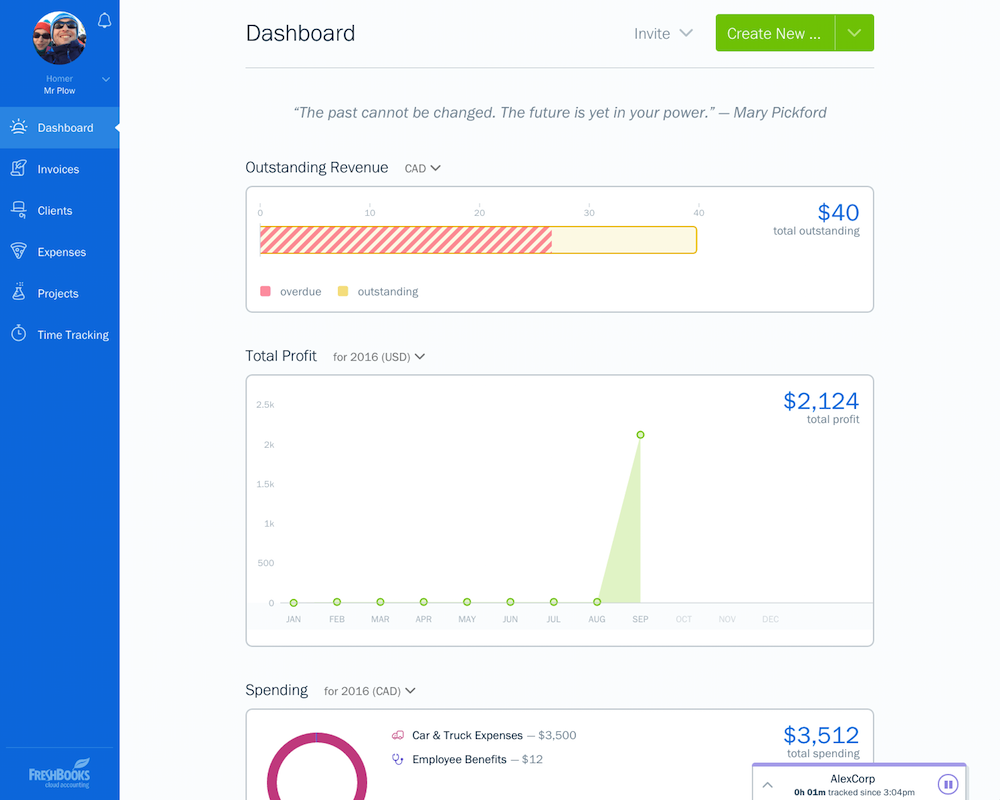 Homer
Mr Plow
Dashboard
Invoices
Clients
Expenses
Projects
Time Tracking
FRESHBOOKS
cloud accounting
Dashboard
Invite
Create New ...
“The past cannot be changed. The future is yet in your power.” — Mary Pickford
Outstanding Revenue CAD
0 10 20 30 40
$40
total outstanding
overdue outstanding
Total Profit for 2016 (USD)
$2,124
total profit
2.5k
2k
1.5k
1k
500
0
JAN FEB MAR APR MAY JUN JUL AUG SEP OCT NOV DEC
Spending for 2016 (CAD)
Car & Truck Expenses — $3,500
Employee Benefits — $12
$3,512
total spending
AlexCorp
0h 01m tracked since 3:04pm